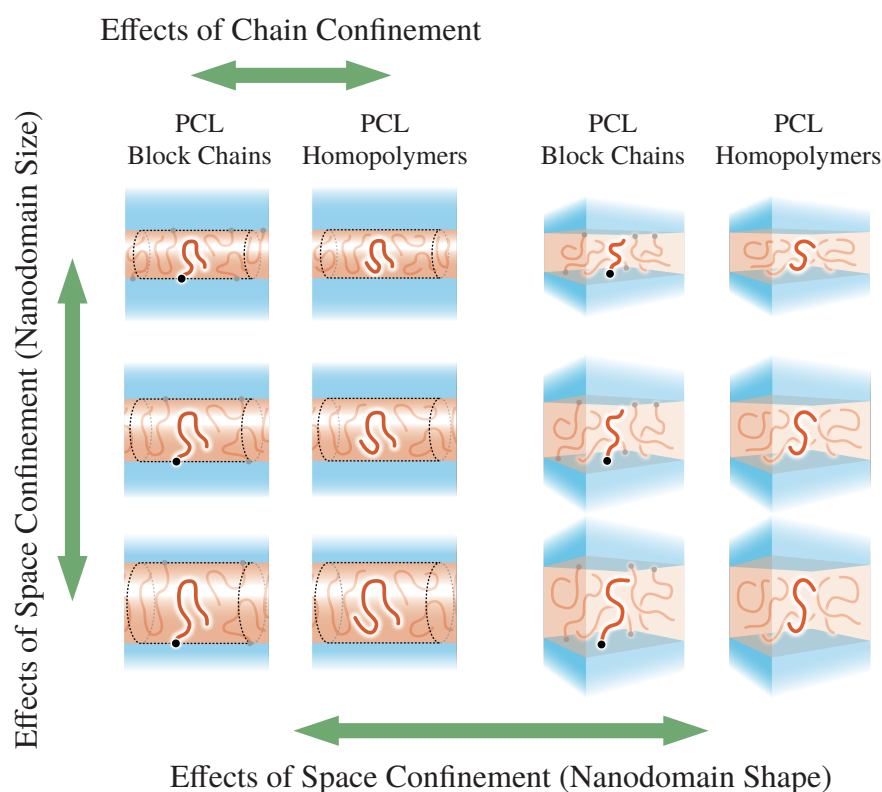 Effects of Chain Confinement
PCL
Block Chains
PCL
Homopolymers
PCL
Block Chains
PCL
Homopolymers
Effects of Space Confinement (Nanodomain Size)
Effects of Space Confinement (Nanodomain Shape)